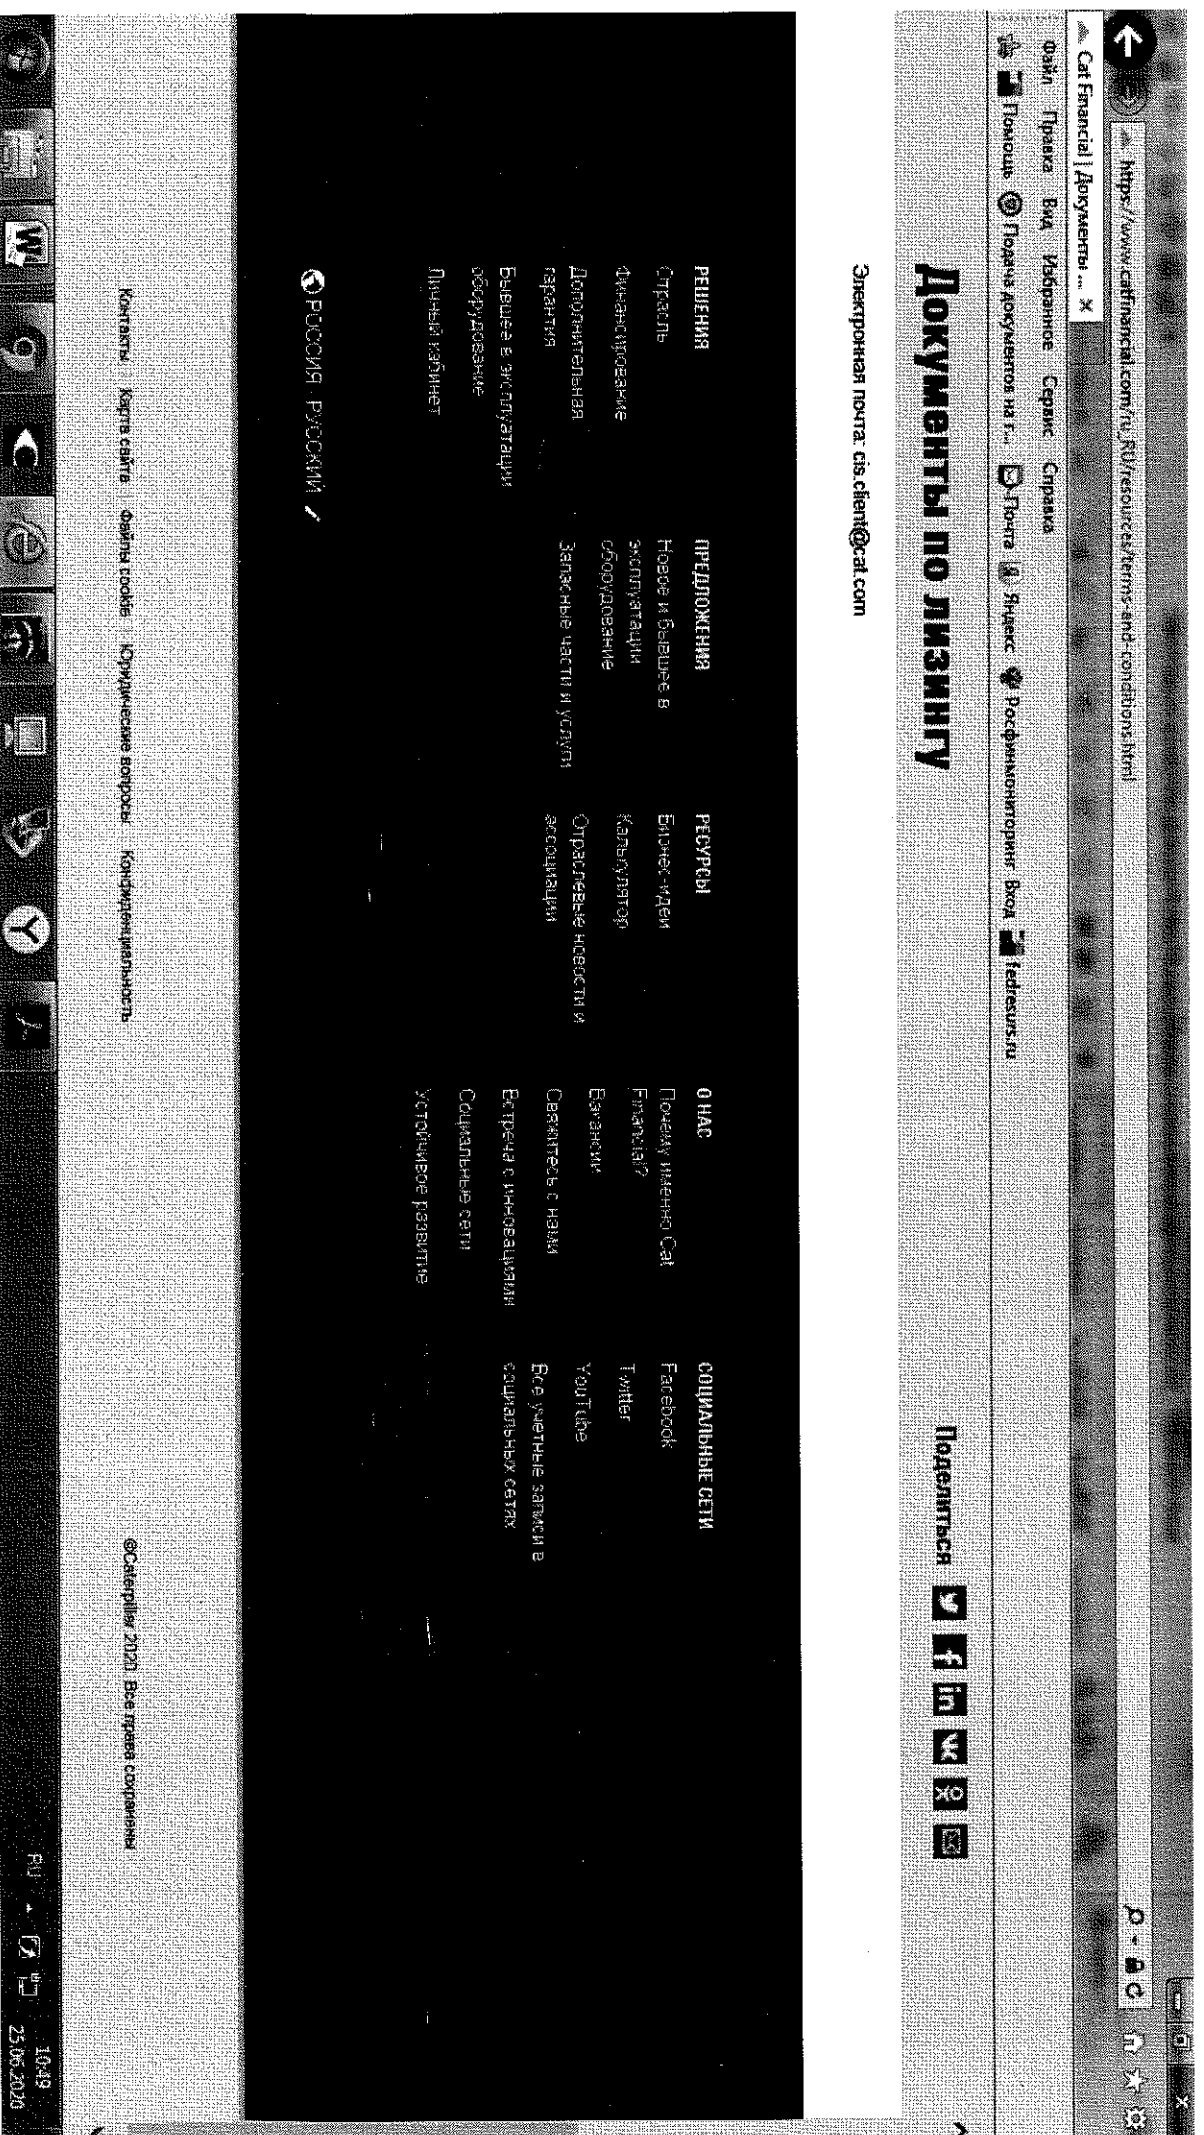 https://www.catfinancial.com/ru_RU/resources/terms-and-conditions.html
Cat Financial | Документы ... ×
Файл Правка Вид Избранное Сервис Справка
Помощь Подача документов на г... Почта Яндекс Росфинмониторинг Вход fedresurs.ru
Документы по лизингу
Поделиться
Электронная почта: cis.client@cat.com
РЕШЕНИЯ
Отрасль
Финансирование
Дополнительная
гарантия
Бывшее в эксплуатации
оборудование
Личный кабинет
ПРЕДЛОЖЕНИЯ
Новое и бывшее в
эксплуатации
оборудование
Запасные части и услуги
РЕСУРСЫ
Бизнес-идеи
Калькулятор
Отраслевые новости и
ассоциации
О НАС
Почему именно Cat
Financial?
Вакансии
Свяжитесь с нами
Встреча с инновациями
Социальные сети
Устойчивое развитие
СОЦИАЛЬНЫЕ СЕТИ
Facebook
Twitter
YouTube
Все учетные записи в
социальных сетях
РОССИЯ РУССКИЙ
Контакты Карта сайта Файлы cookie Юридические вопросы Конфиденциальность
©Caterpillar 2020. Все права сохранены
RU
10:49
25.06.2020